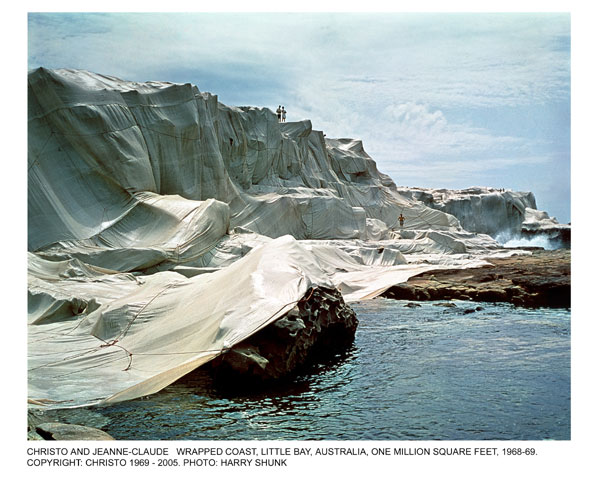 CHRISTO AND JEANNE-CLAUDE   WRAPPED COAST, LITTLE BAY, AUSTRALIA, ONE MILLION SQUARE FEET, 1968-69.
COPYRIGHT: CHRISTO 1969 - 2005. PHOTO: HARRY SHUNK